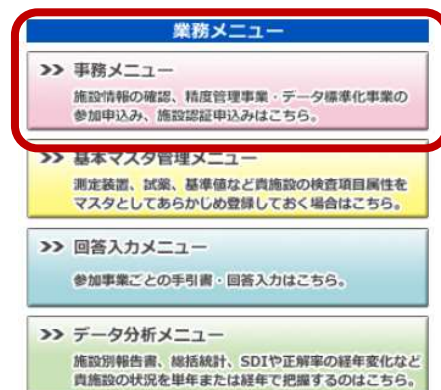 業務メニュー
>> 事務メニュー
施設情報の確認、精度管理事業・データ標準化事業の
参加申込み、施設認証申込みはこちら。
>> 基本マスタ管理メニュー
測定装置、試薬、基準値など貴施設の検査項目属性を
マスタとしてあらかじめ登録しておく場合はこちら。
>> 回答入力メニュー
参加事業ごとの手引書・回答入力はこちら。
>> データ分析メニュー
施設別報告書、総括統計、SDIや正解率の経年変化など
貴施設の状況を単年または経年で把握するのはこちら。